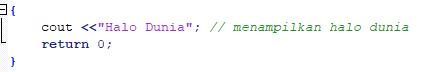 {
cout <<"Halo Dunia"; // menampilkan halo dunia
return 0;
}